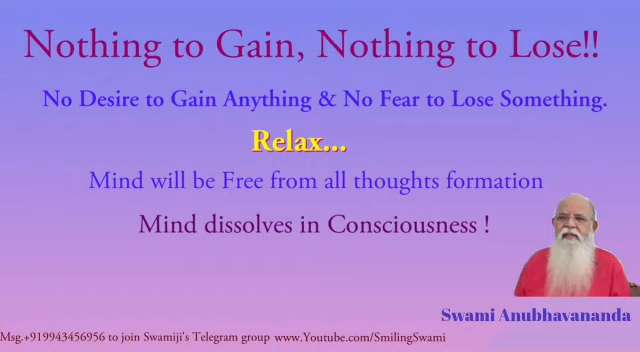 Nothing to Gain, Nothing to Lose!!
No Desire to Gain Anything & No Fear to Lose Something.
Relax...
Mind will be Free from all thoughts formation
Mind dissolves in Consciousness !
Swami Anubhavananda
Msg.+919943456956 to join Swamiji's Telegram group www.Youtube.com/SmilingSwami